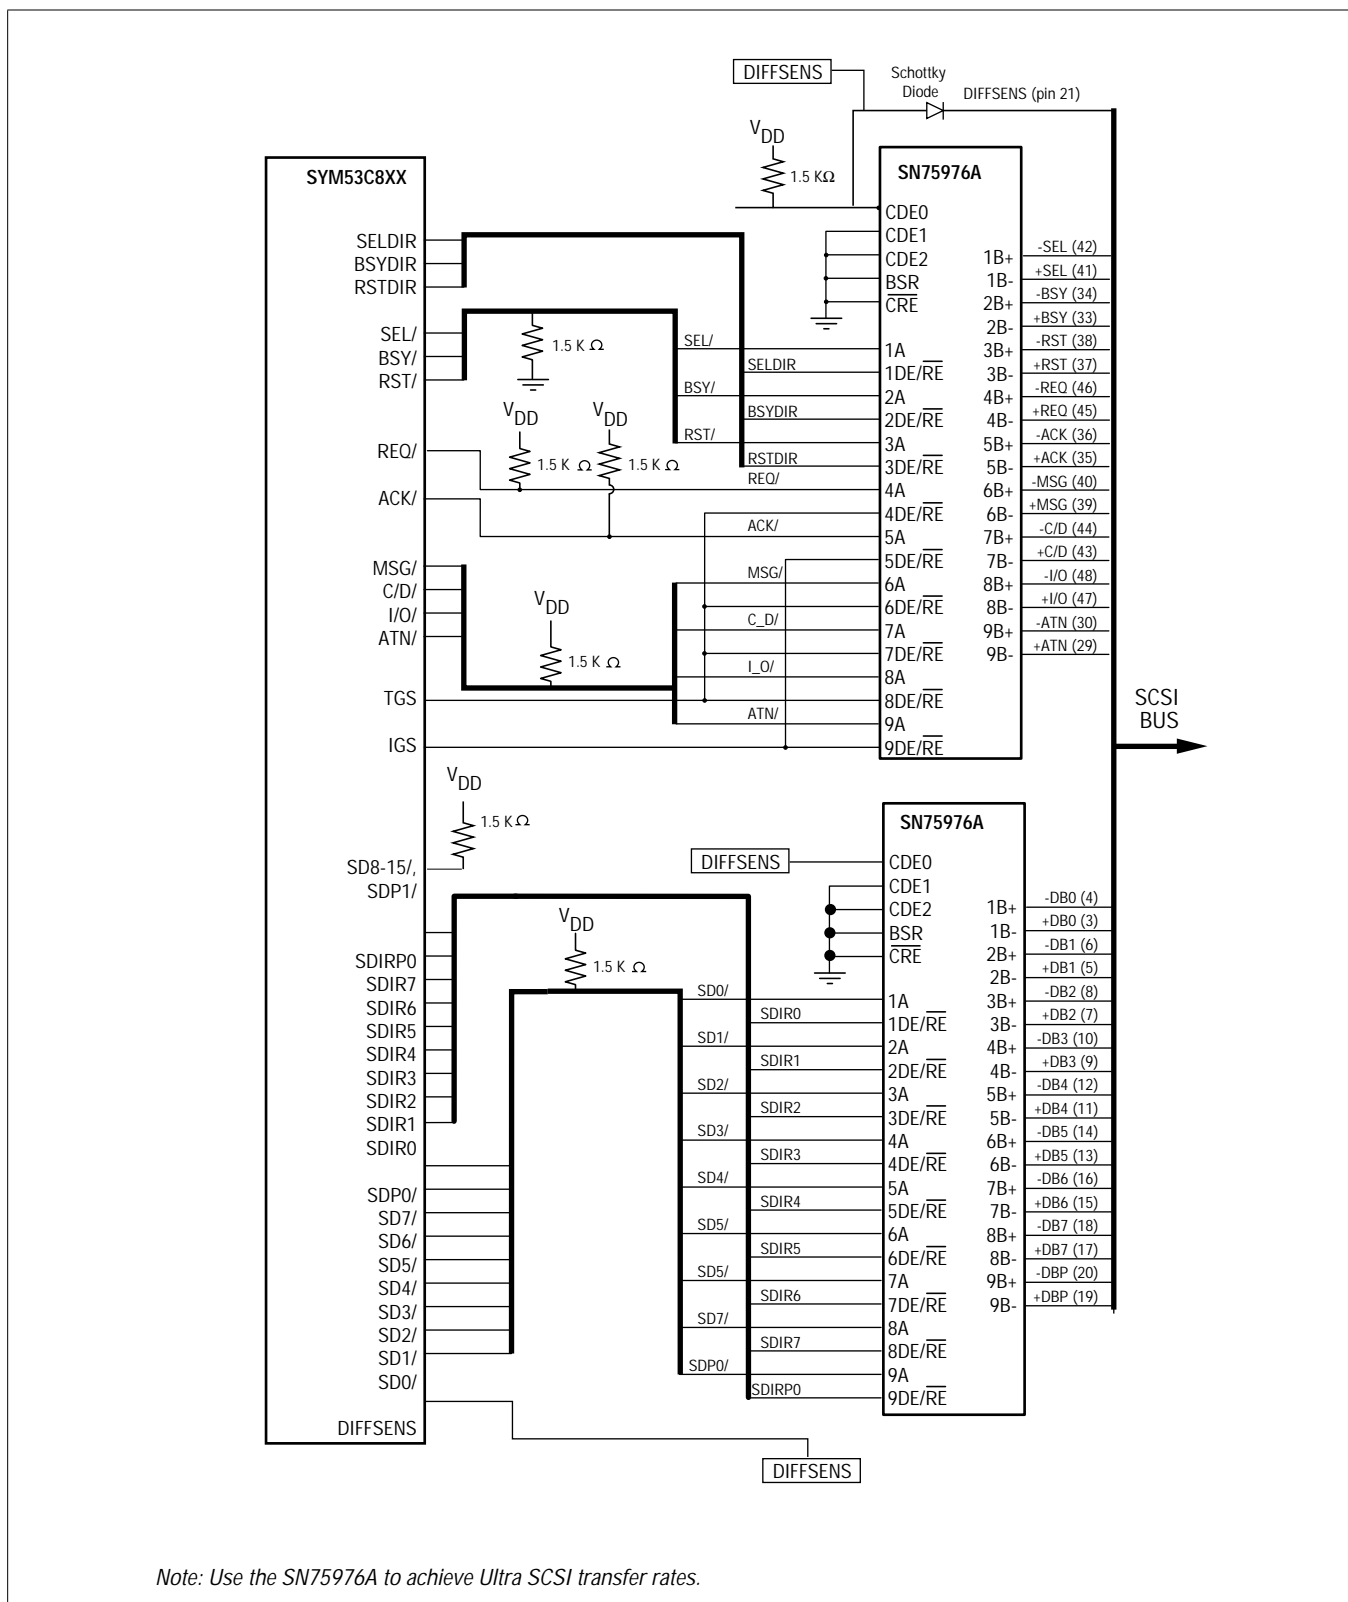 DIFFSENS
Schottky
Diode
DIFFSENS (pin 21)
VDD
1.5 KΩ
SYM53C8XX
SELDIR
BSYDIR
RSTDIR
SEL/
BSY/
RST/
REQ/
ACK/
MSG/
C/D/
I/O/
ATN/
TGS
IGS
SD8-15/,
SDP1/
SDIRP0
SDIR7
SDIR6
SDIR5
SDIR4
SDIR3
SDIR2
SDIR1
SDIR0
SDP0/
SD7/
SD6/
SD5/
SD4/
SD3/
SD2/
SD1/
SD0/
DIFFSENS
1.5 K Ω
VDD
1.5 K Ω
VDD
1.5 K Ω
VDD
1.5 K Ω
VDD
1.5 K Ω
VDD
1.5 K Ω
SEL/
SELDIR
BSY/
BSYDIR
RST/
RSTDIR
REQ/
ACK/
MSG/
C_D/
I_O/
ATN/
SN75976A
CDE0
CDE1
CDE2
BSR
CRE
1A
1DE/RE
2A
2DE/RE
3A
3DE/RE
4A
4DE/RE
5A
5DE/RE
6A
6DE/RE
7A
7DE/RE
8A
8DE/RE
9A
9DE/RE
1B+
1B-
2B+
2B-
3B+
3B-
4B+
4B-
5B+
5B-
6B+
6B-
7B+
7B-
8B+
8B-
9B+
9B-
-SEL (42)
+SEL (41)
-BSY (34)
+BSY (33)
-RST (38)
+RST (37)
-REQ (46)
+REQ (45)
-ACK (36)
+ACK (35)
-MSG (40)
+MSG (39)
-C/D (44)
+C/D (43)
-I/O (48)
+I/O (47)
-ATN (30)
+ATN (29)
SCSI
BUS
DIFFSENS
SD0/
SDIR0
SD1/
SDIR1
SD2/
SDIR2
SD3/
SDIR3
SD4/
SDIR4
SD5/
SDIR5
SD5/
SDIR6
SD7/
SDIR7
SDP0/
SDIRP0
SN75976A
CDE0
CDE1
CDE2
BSR
CRE
1A
1DE/RE
2A
2DE/RE
3A
3DE/RE
4A
4DE/RE
5A
5DE/RE
6A
6DE/RE
7A
7DE/RE
8A
8DE/RE
9A
9DE/RE
1B+
1B-
2B+
2B-
3B+
3B-
4B+
4B-
5B+
5B-
6B+
6B-
7B+
7B-
8B+
8B-
9B+
9B-
-DB0 (4)
+DB0 (3)
-DB1 (6)
+DB1 (5)
-DB2 (8)
+DB2 (7)
-DB3 (10)
+DB3 (9)
-DB4 (12)
+DB4 (11)
-DB5 (14)
+DB5 (13)
-DB6 (16)
+DB6 (15)
-DB7 (18)
+DB7 (17)
-DBP (20)
+DBP (19)
DIFFSENS
Note: Use the SN75976A to achieve Ultra SCSI transfer rates.